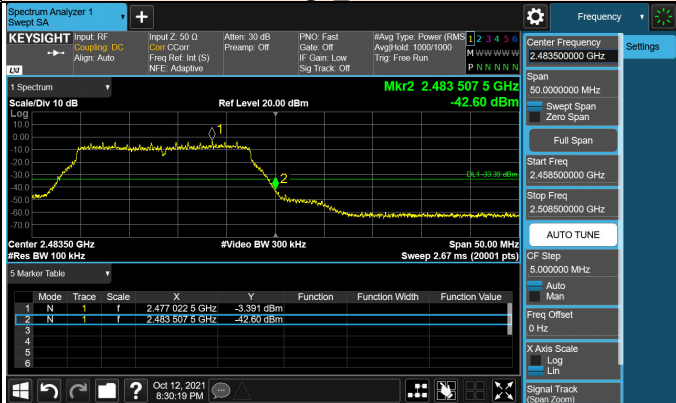 Spectrum Analyzer 1
Swept SA
Frequency
KEYSIGHT
Input: RF
Coupling: DC
Align: Auto
Input Z: 50 Ω
Corr CCorr
Freq Ref: Int (S)
NFE: Adaptive
Atten: 30 dB
Preamp: Off
PNO: Fast
Gate: Off
IF Gain: Low
Sig Track: Off
#Avg Type: Power (RMS
Avg|Hold: 1000/1000
Trig: Free Run
1 2 3 4 5 6
M W W W W W
P N N N N N
LXI
1 Spectrum
Scale/Div 10 dB
Ref Level 20.00 dBm
Mkr2 2.483 507 5 GHz
-42.60 dBm
Log
10.0
0.00
-10.0
-20.0
-30.0
-40.0
-50.0
-60.0
-70.0
1
2
DL1 -33.39 dBm
Center 2.48350 GHz
#Res BW 100 kHz
#Video BW 300 kHz
Span 50.00 MHz
Sweep 2.67 ms (20001 pts)
5 Marker Table
Mode Trace Scale X Y Function Function Width Function Value
1 N 1 f 2.477 022 5 GHz -3.391 dBm
2 N 1 f 2.483 507 5 GHz -42.60 dBm
3
4
5
6
Oct 12, 2021
8:30:19 PM
Center Frequency
2.483500000 GHz
Span
50.0000000 MHz
Swept Span
Zero Span
Full Span
Start Freq
2.458500000 GHz
Stop Freq
2.508500000 GHz
AUTO TUNE
CF Step
5.000000 MHz
Auto
Man
Freq Offset
0 Hz
X Axis Scale
Log
Lin
Signal Track
(Span Zoom)
Settings